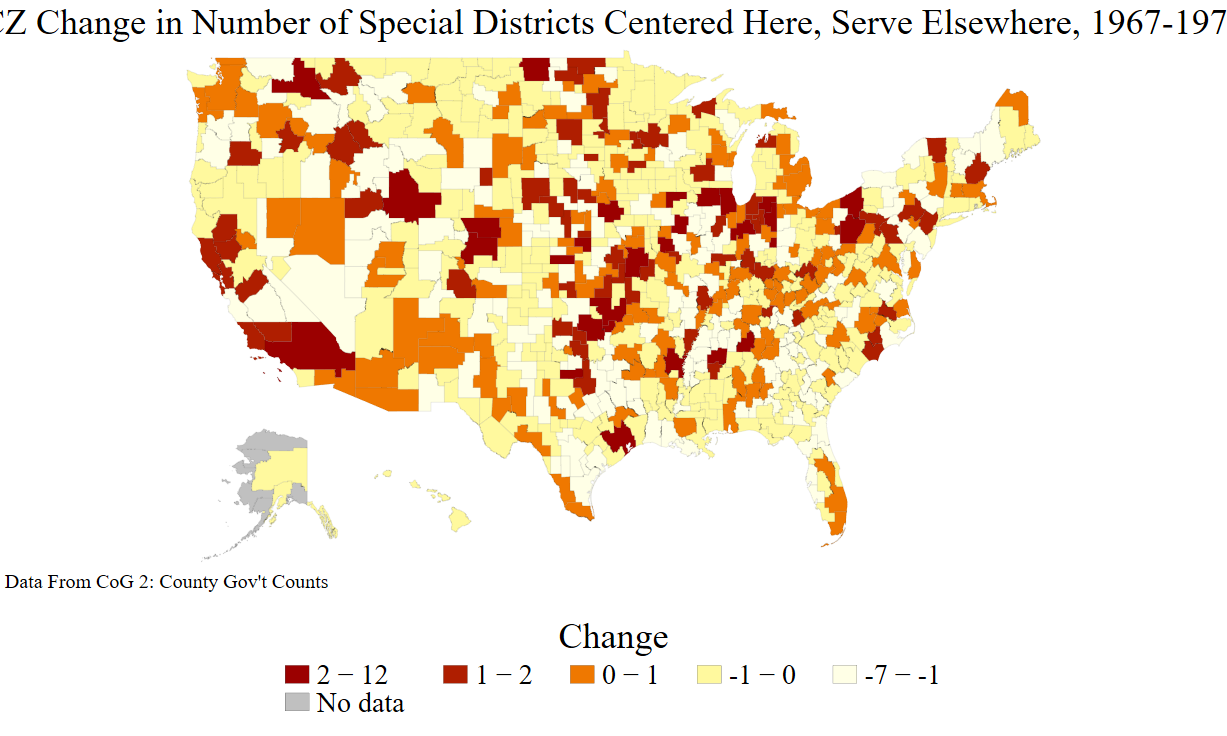 CZ Change in Number of Special Districts Centered Here, Serve Elsewhere, 1967-197
Data From CoG 2: County Gov't Counts
Change
2 − 12 1 − 2 0 − 1 -1 − 0 -7 − -1
No data